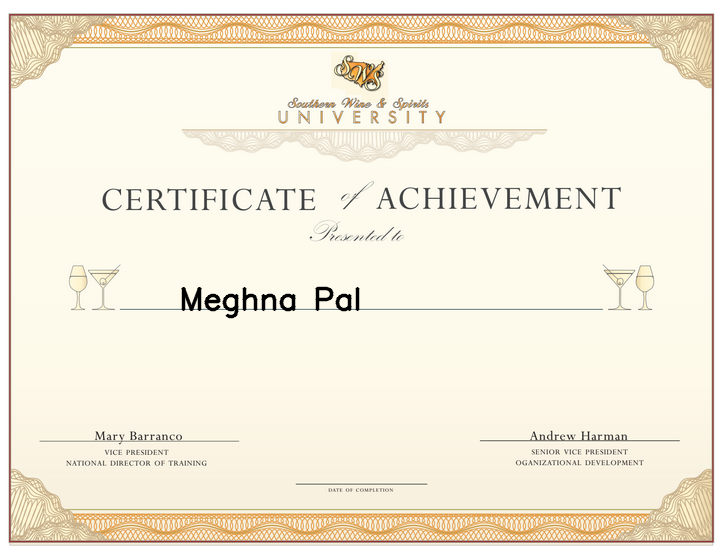 SWS
Southern Wine & Spirits
UNIVERSITY
CERTIFICATE of ACHIEVEMENT
Presented to
Meghna Pal
Mary Barranco
VICE PRESIDENT
NATIONAL DIRECTOR OF TRAINING
Andrew Harman
SENIOR VICE PRESIDENT
OGANIZATIONAL DEVELOPMENT
DATE OF COMPLETION